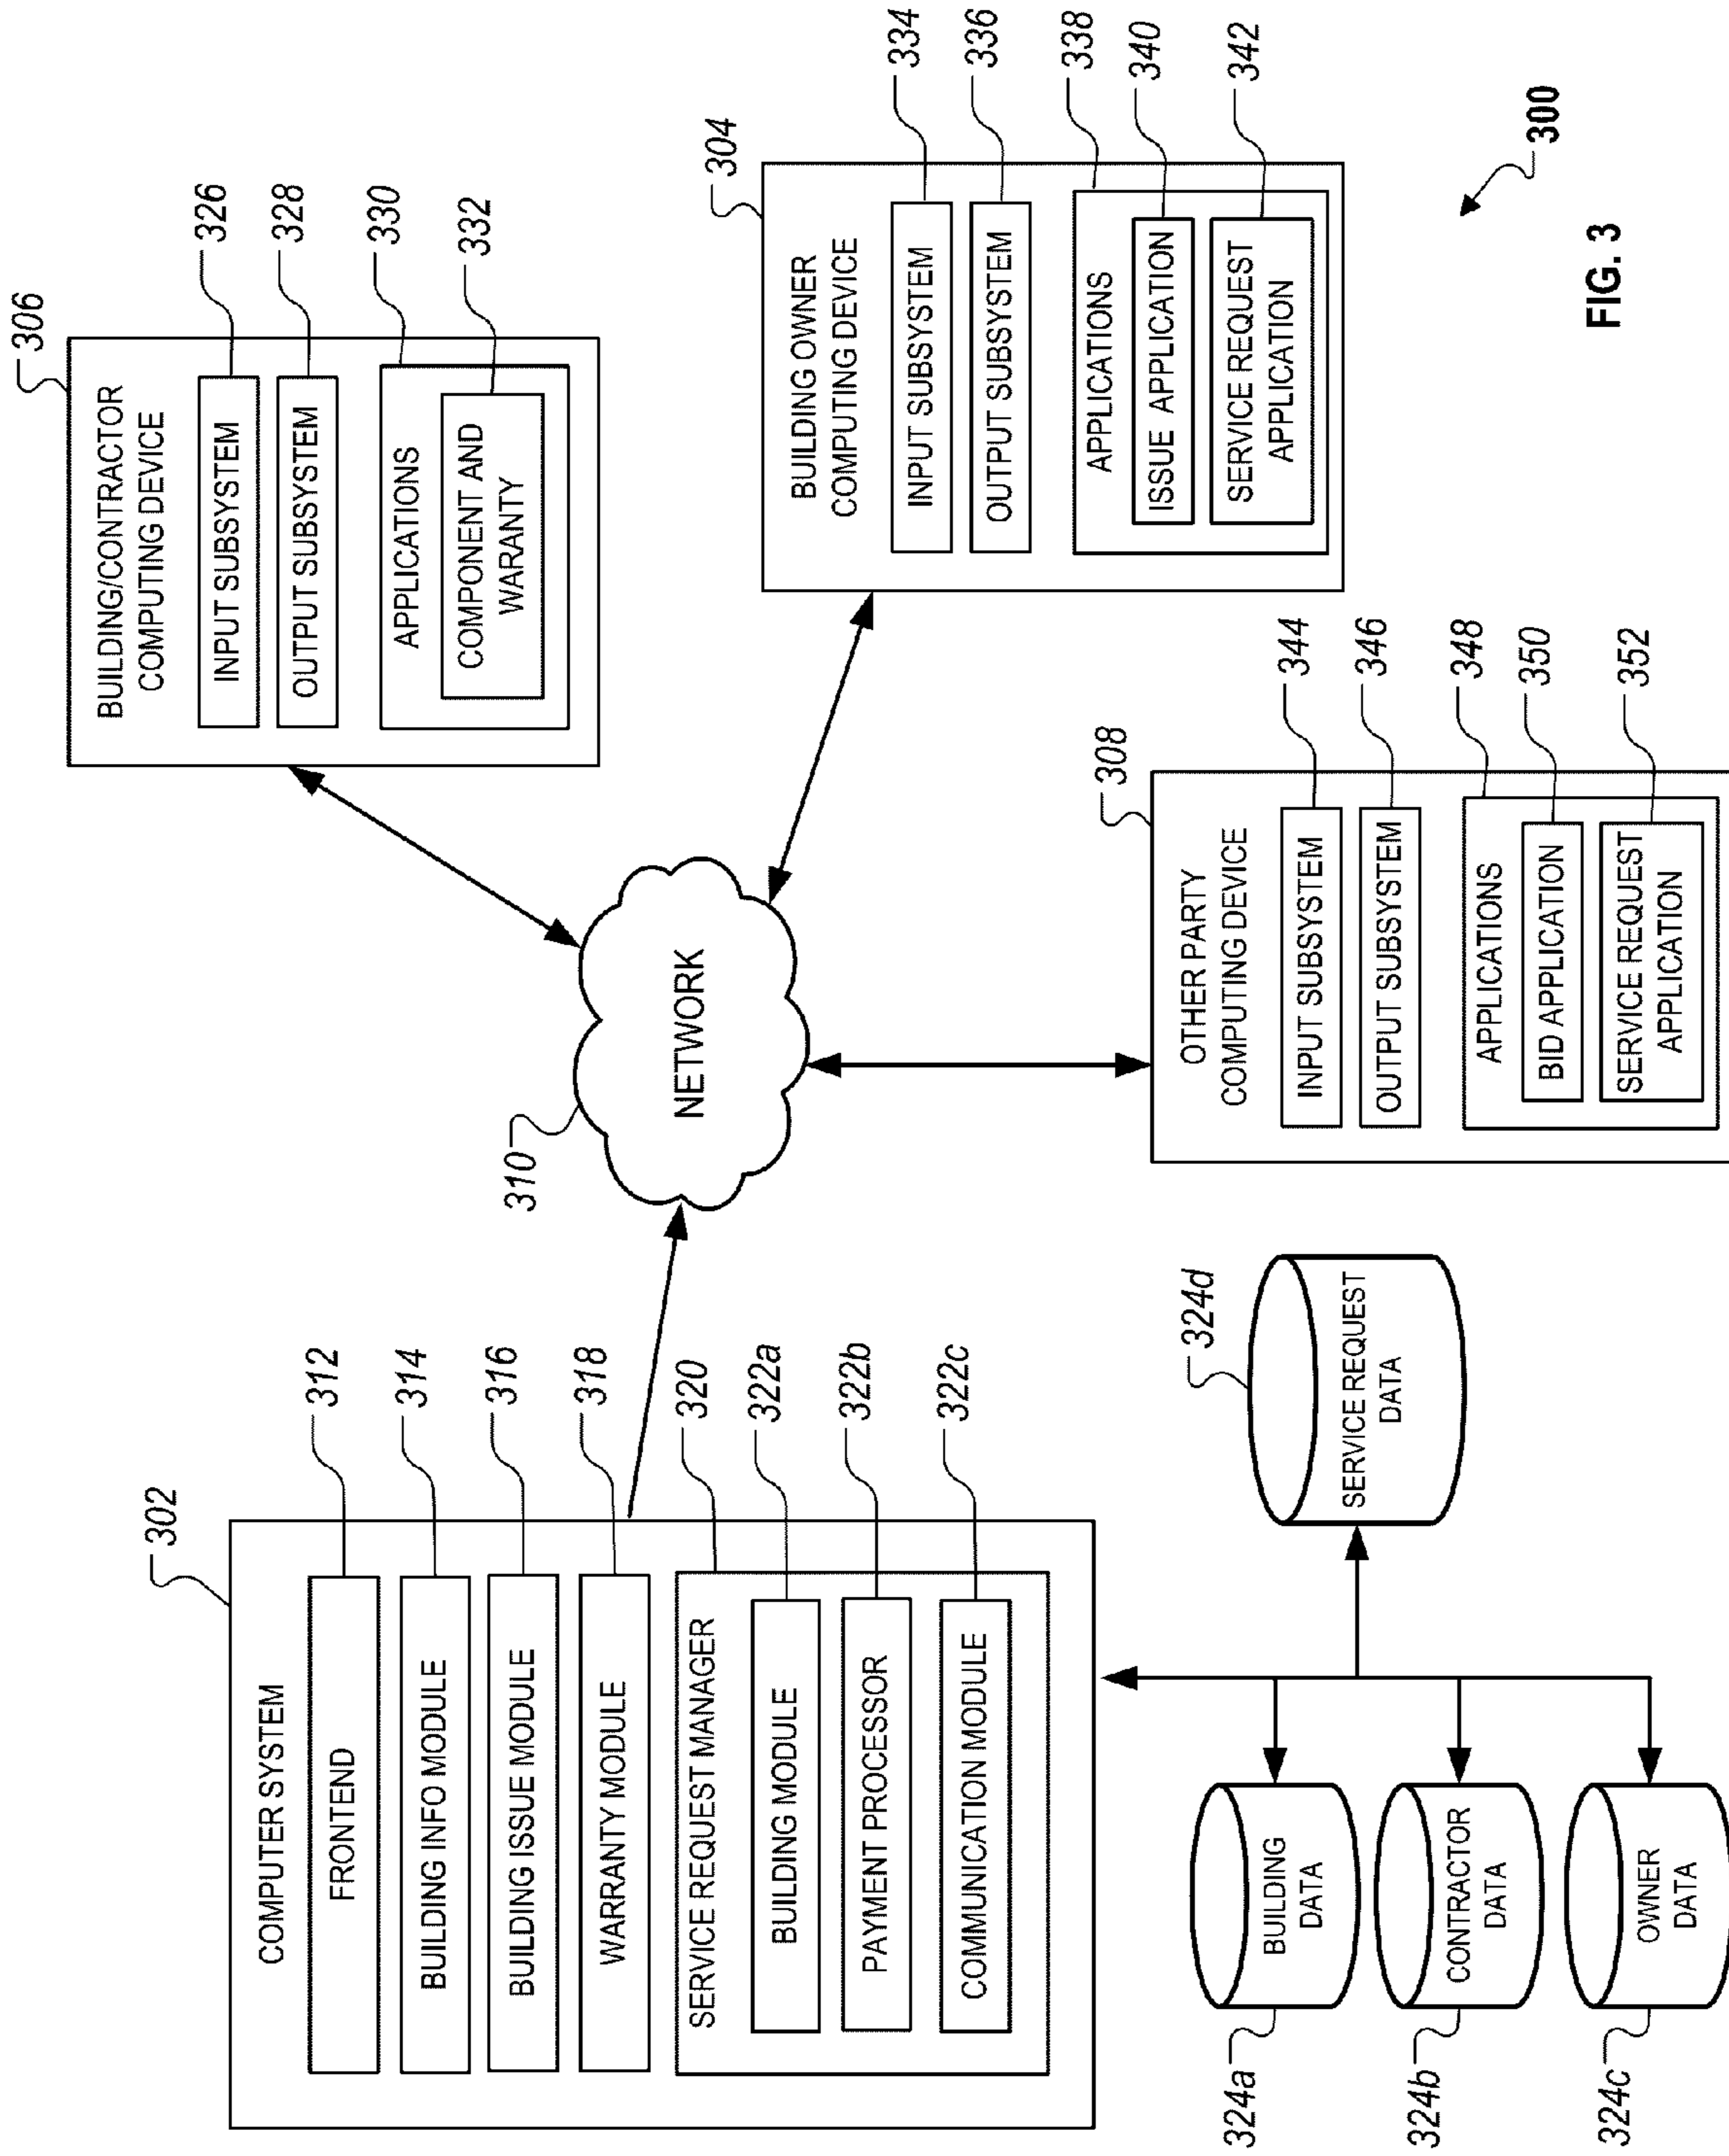 302
COMPUTER SYSTEM
FRONTEND
312
BUILDING INFO MODULE
314
BUILDING ISSUE MODULE
316
WARRANTY MODULE
318
SERVICE REQUEST MANAGER
320
BUILDING MODULE
322a
PAYMENT PROCESSOR
322b
COMMUNICATION MODULE
322c
324a
BUILDING
DATA
324b
CONTRACTOR
DATA
324c
OWNER
DATA
324d
SERVICE REQUEST
DATA
310
NETWORK
306
BUILDING/CONTRACTOR
COMPUTING DEVICE
INPUT SUBSYSTEM
326
OUTPUT SUBSYSTEM
328
APPLICATIONS
330
COMPONENT AND
WARANTY
332
304
BUILDING OWNER
COMPUTING DEVICE
INPUT SUBSYSTEM
334
OUTPUT SUBSYSTEM
336
APPLICATIONS
338
ISSUE APPLICATION
340
SERVICE REQUEST
APPLICATION
342
308
OTHER PARTY
COMPUTING DEVICE
INPUT SUBSYSTEM
344
OUTPUT SUBSYSTEM
346
APPLICATIONS
348
BID APPLICATION
350
SERVICE REQUEST
APPLICATION
352
300
FIG. 3